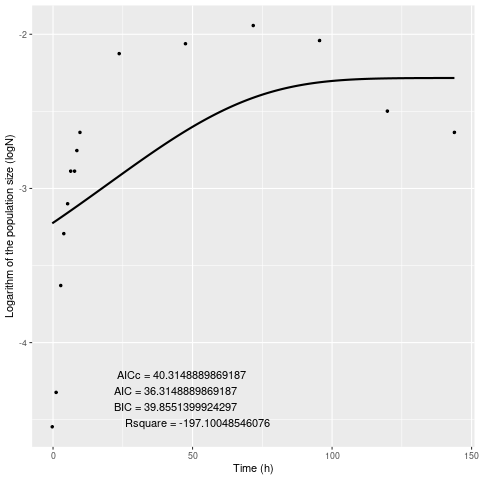 Logarithm of the population size (logN)
-2
-3
-4
AICc = 40.3148889869187
AIC = 36.3148889869187
BIC = 39.8551399924297
Rsquare = -197.10048546076
0
50
100
150
Time (h)